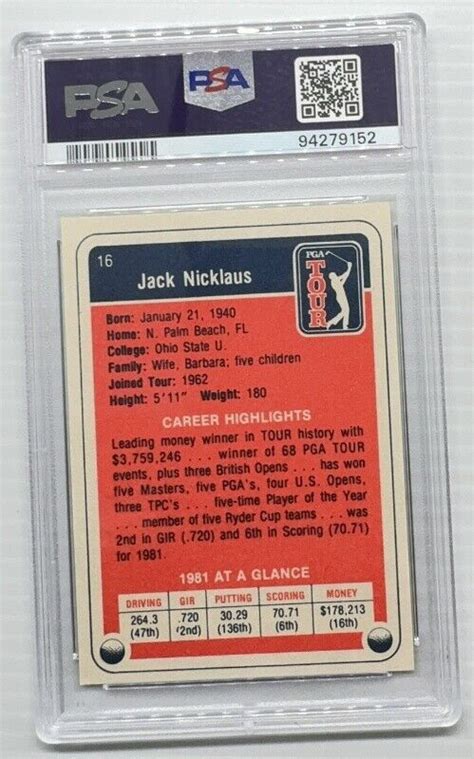 PSA
PSA
94279152
16
Jack Nicklaus
PGA
TOUR
Born: January 21, 1940
Home: N. Palm Beach, FL
College: Ohio State U.
Family: Wife, Barbara; five children
Joined Tour: 1962
Height: 5'11" Weight: 180
CAREER HIGHLIGHTS
Leading money winner in TOUR history with
$3,759,246 . . . winner of 68 PGA TOUR
events, plus three British Opens . . . has won
five Masters, five PGA's, four U.S. Opens,
three TPC's . . . five-time Player of the Year
. . . member of five Ryder Cup teams . . . was
2nd in GIR (.720) and 6th in Scoring (70.71)
for 1981.
1981 AT A GLANCE
DRIVING GIR PUTTING SCORING MONEY
264.3 .720 30.29 70.71 $178,213
(47th) (2nd) (136th) (6th) (16th)